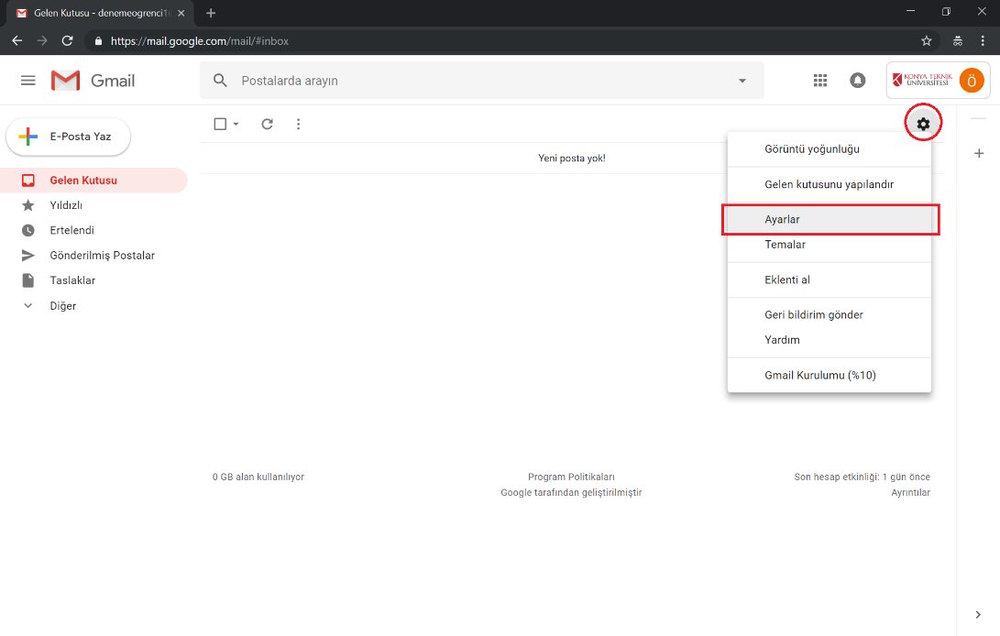 Gelen Kutusu - denemeogrenci1
https://mail.google.com/mail/#inbox
Gmail
Postalarda arayın
KONYA TEKNİK
ÜNİVERSİTESİ
Ö
E-Posta Yaz
Gelen Kutusu
Yıldızlı
Ertelendi
Gönderilmiş Postalar
Taslaklar
Diğer
Yeni posta yok!
Görüntü yoğunluğu
Gelen kutusunu yapılandır
Ayarlar
Temalar
Eklenti al
Geri bildirim gönder
Yardım
Gmail Kurulumu (%10)
0 GB alan kullanılıyor
Program Politikaları
Google tarafından geliştirilmiştir
Son hesap etkinliği: 1 gün önce
Ayrıntılar